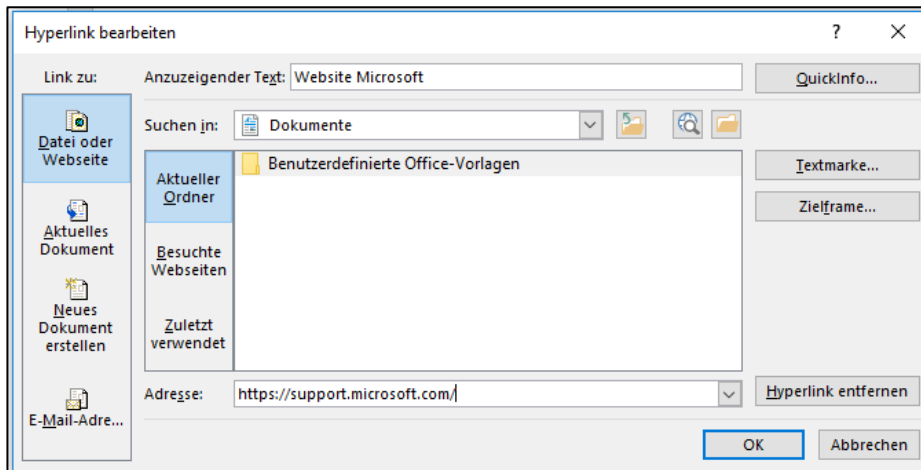 Hyperlink bearbeiten
?
Link zu:
Anzuzeigender Text:
Website Microsoft
QuickInfo...
Datei oder
Webseite
Suchen in:
Dokumente
Aktueller
Ordner
Benutzerdefinierte Office-Vorlagen
Textmarke...
Zielframe...
Aktuelles
Dokument
Besuchte
Webseiten
Neues
Dokument
erstellen
Zuletzt
verwendet
E-Mail-Adre...
Adresse:
https://support.microsoft.com/
Hyperlink entfernen
OK
Abbrechen